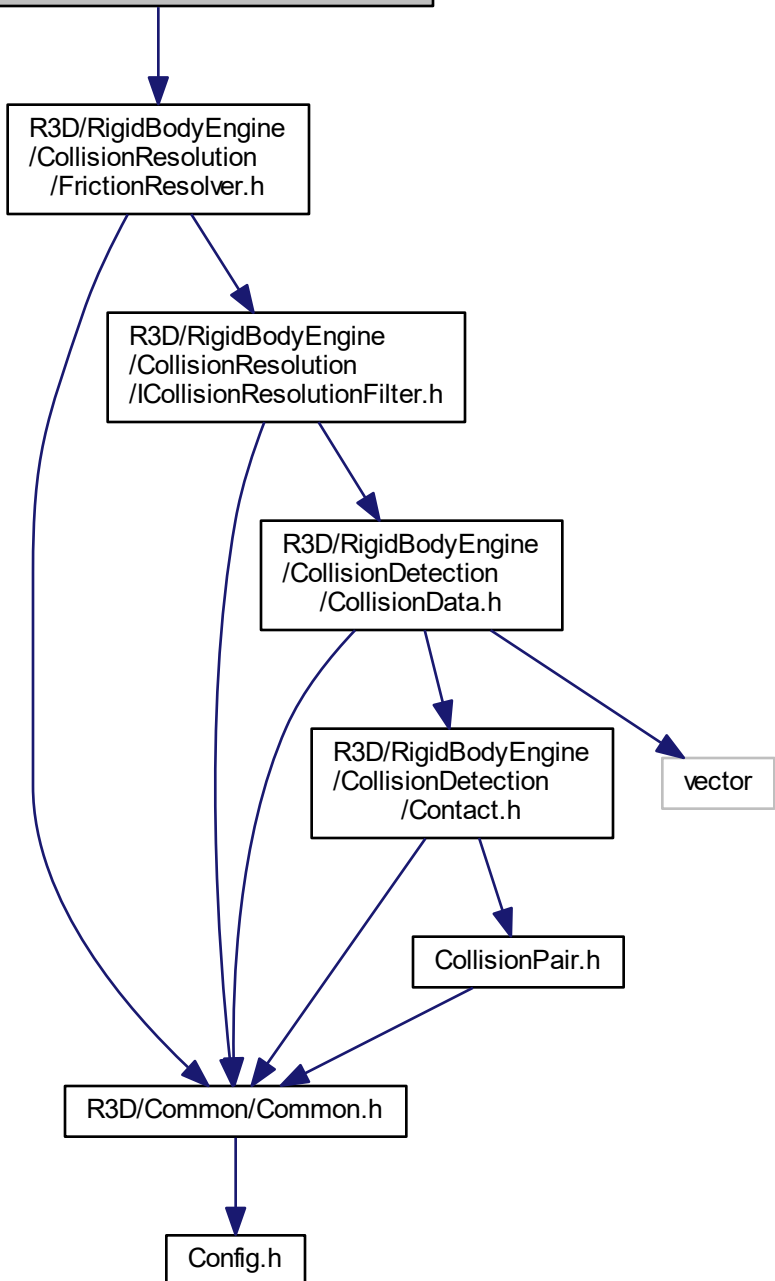 R3D/RigidBodyEngine
/CollisionResolution
/FrictionResolver.h
R3D/RigidBodyEngine
/CollisionResolution
/ICollisionResolutionFilter.h
R3D/RigidBodyEngine
/CollisionDetection
/CollisionData.h
R3D/RigidBodyEngine
/CollisionDetection
/Contact.h
vector
CollisionPair.h
R3D/Common/Common.h
Config.h